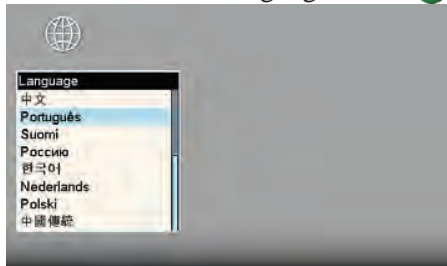 Language
中文
Português
Suomi
Россию
한국어
Nederlands
Polski
中國傳統